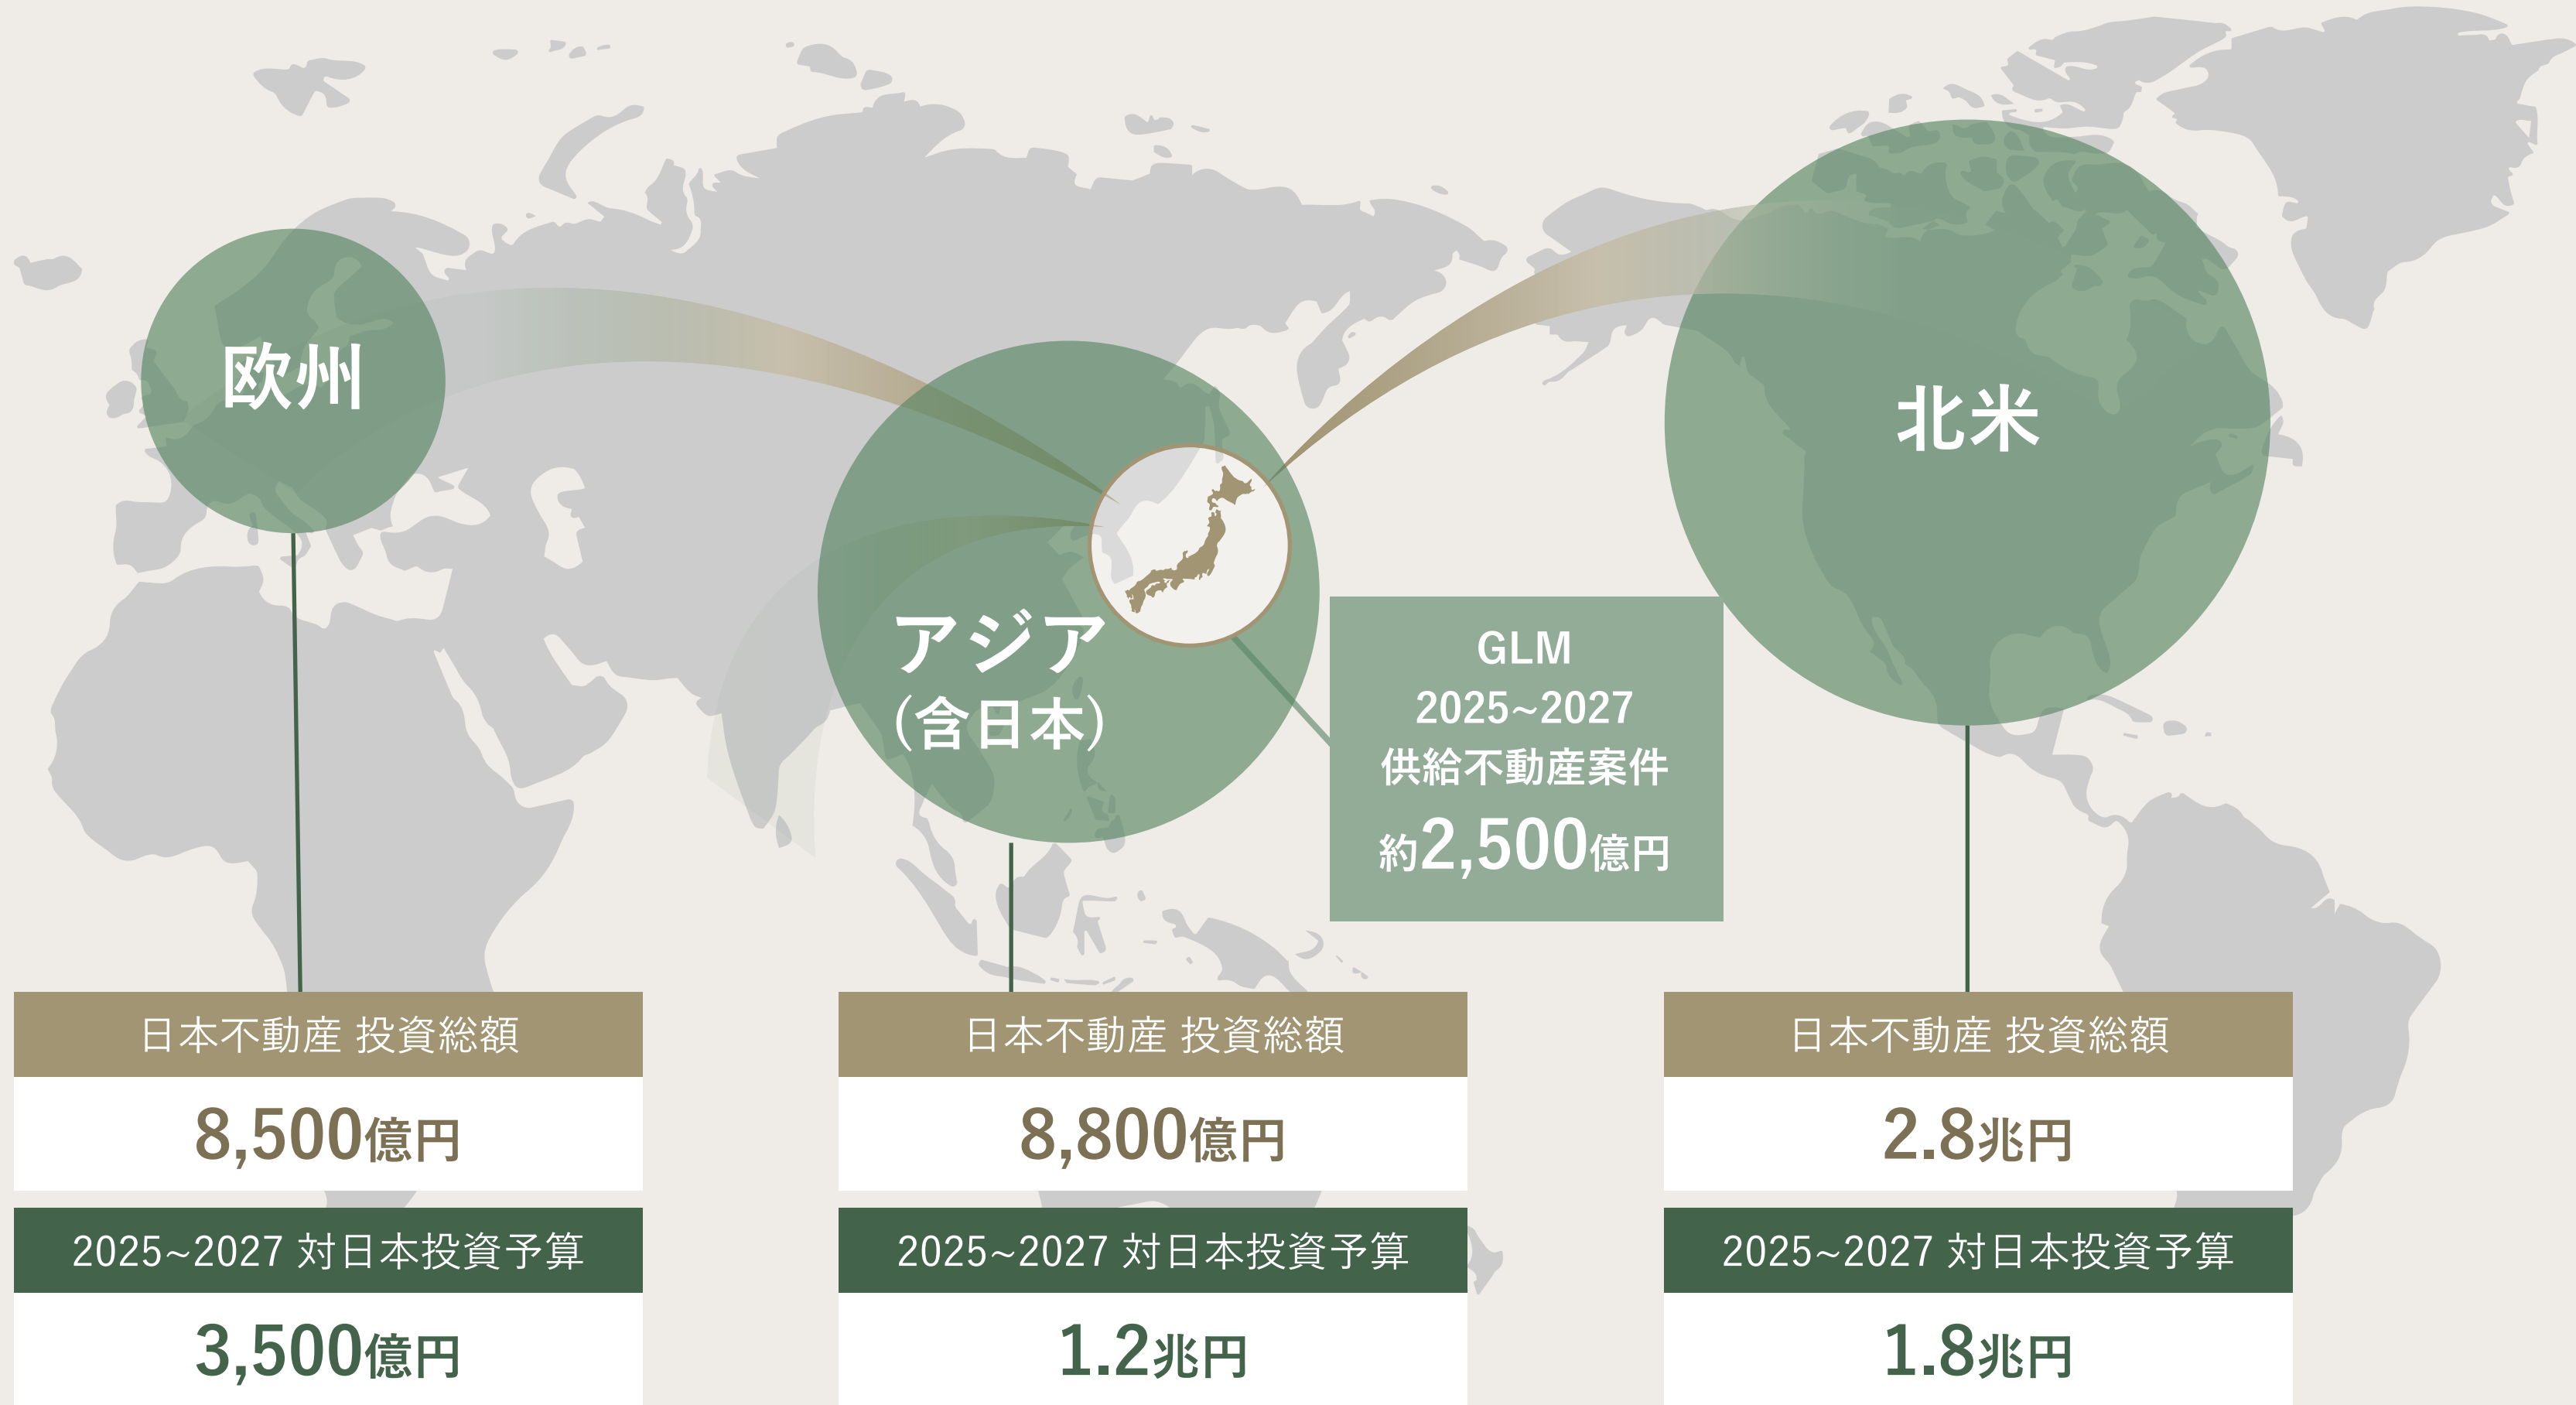 欧州
北米
アジア
（含日本）
GLM
2025~2027
供給不動産案件
約2,500億円
日本不動産 投資総額
8,500億円
2025~2027 対日本投資予算
3,500億円
日本不動産 投資総額
8,800億円
2025~2027 対日本投資予算
1.2兆円
日本不動産 投資総額
2.8兆円
2025~2027 対日本投資予算
1.8兆円